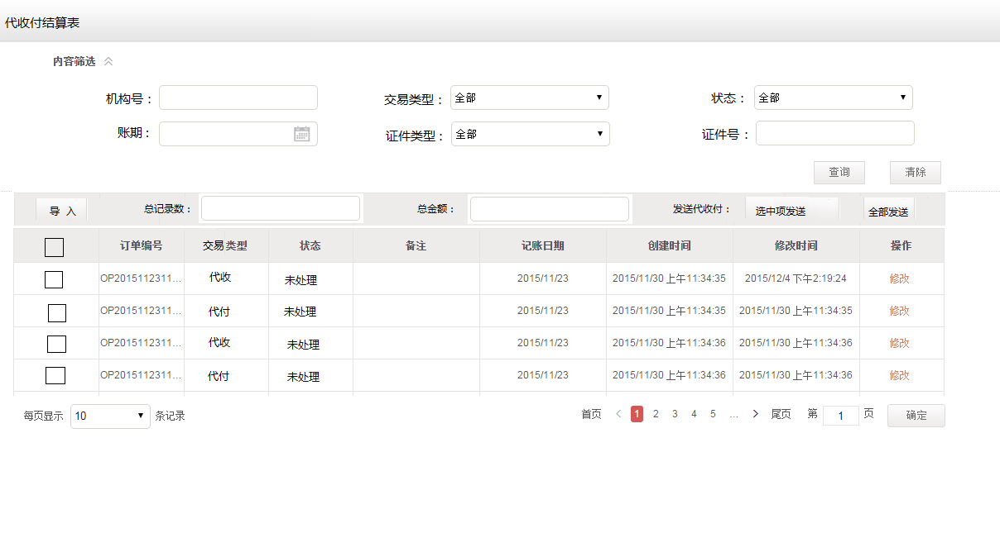 代收付结算表
内容筛选
机构号： 交易类型： 全部 状态： 全部
账期： 证件类型： 全部 证件号：
查询 清除
导 入 总记录数： 总金额： 发送代收付： 选中项发送 全部发送
订单编号 交易类型 状态 备注 记账日期 创建时间 修改时间 操作
OP2015112311... 代收 未处理 2015/11/23 2015/11/30 上午11:34:35 2015/12/4 下午2:19:24 修改
OP2015112311... 代付 未处理 2015/11/23 2015/11/30 上午11:34:35 2015/11/30 上午11:34:35 修改
OP2015112311... 代收 未处理 2015/11/23 2015/11/30 上午11:34:36 2015/11/30 上午11:34:36 修改
OP2015112311... 代付 未处理 2015/11/23 2015/11/30 上午11:34:36 2015/11/30 上午11:34:36 修改
每页显示 10 条记录 首页 < 1 2 3 4 5 ... > 尾页 第 1 页 确定